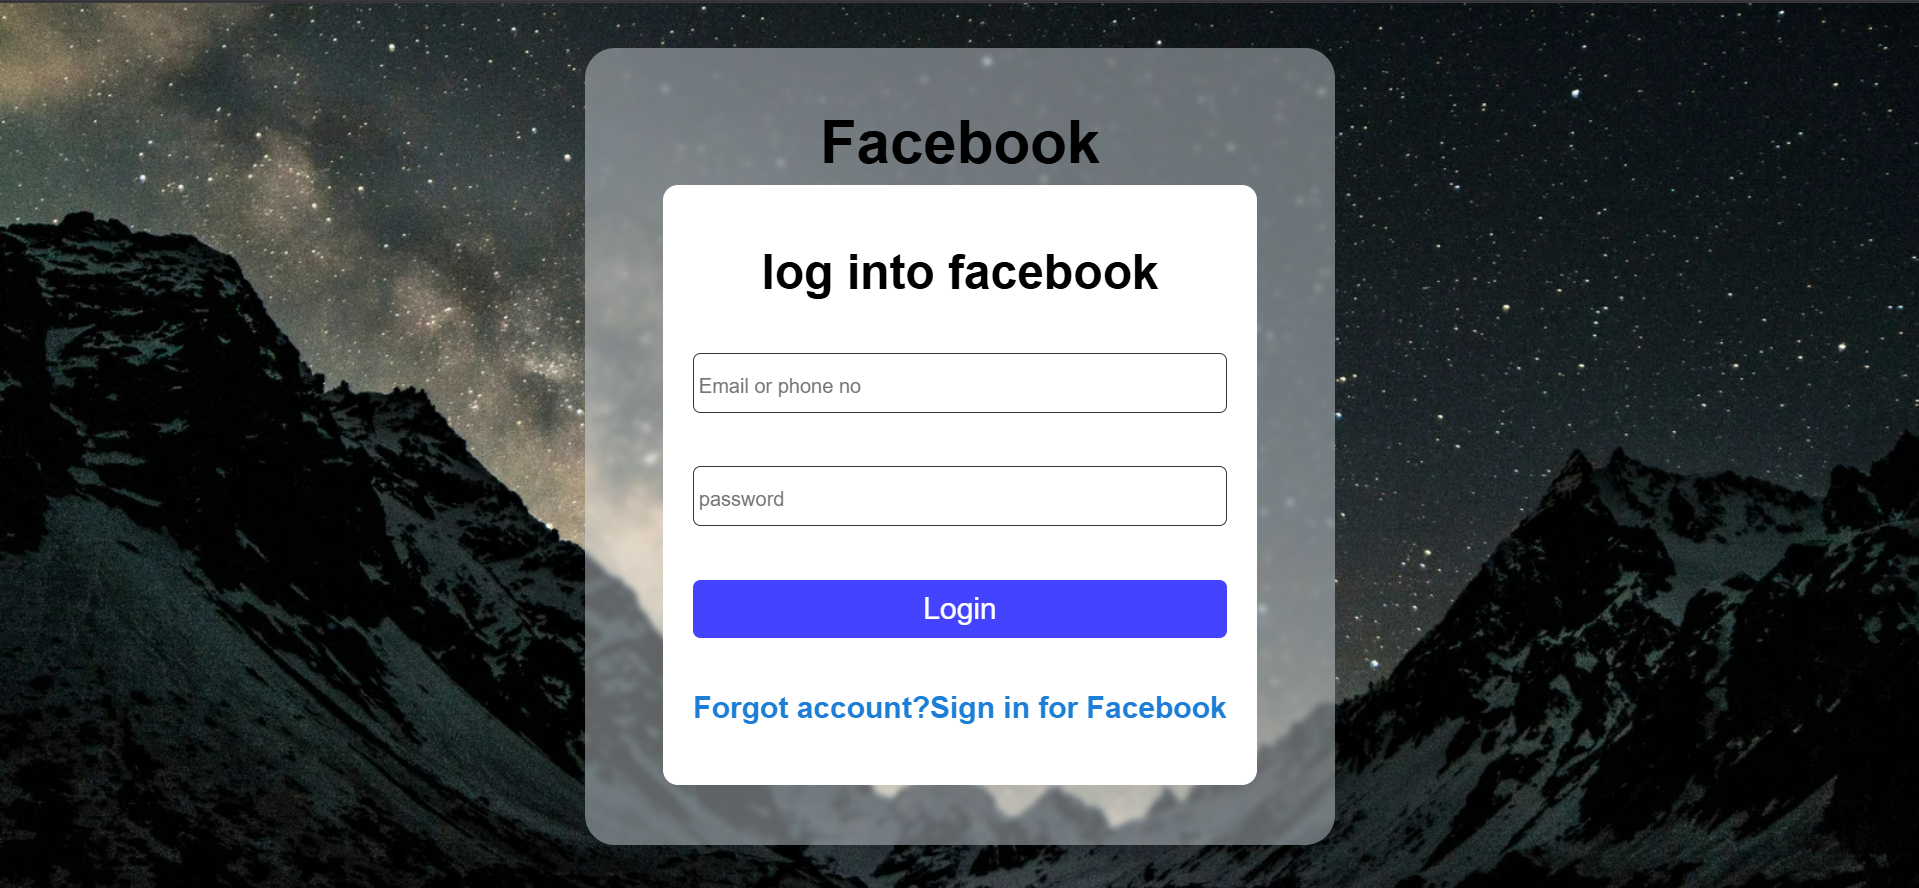 Facebook
log into facebook
Email or phone no
password
Login
Forgot account?Sign in for Facebook